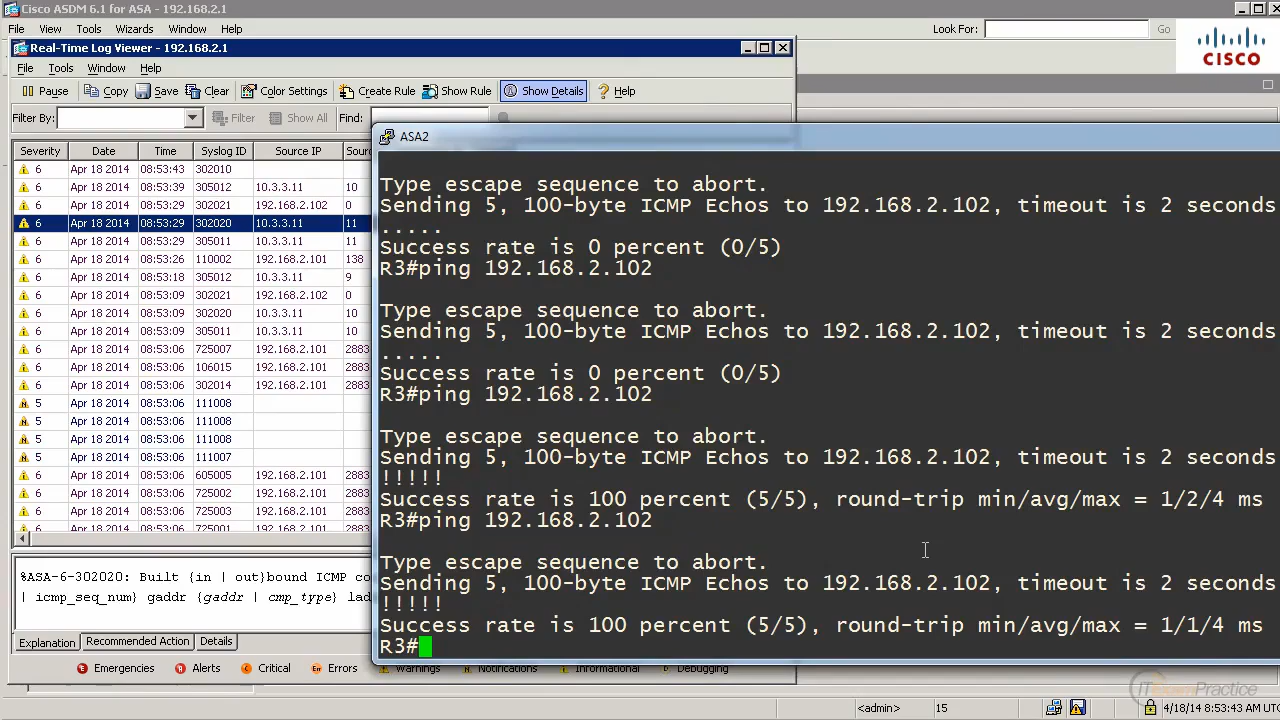 Cisco ASDM 6.1 for ASA - 192.168.2.1
File View Tools Wizards Window Help
Look For: Go
CISCO
Real-Time Log Viewer - 192.168.2.1
File Tools Window Help
Pause Copy Save Clear Color Settings Create Rule Show Rule Show Details Help
Filter By: Filter Show All Find:
Severity Date Time Syslog ID Source IP
6 Apr 18 2014 08:53:43 302010
6 Apr 18 2014 08:53:39 305012 10.3.3.11 10
6 Apr 18 2014 08:53:29 302021 192.168.2.102 0
6 Apr 18 2014 08:53:29 302020 10.3.3.11 11
6 Apr 18 2014 08:53:29 305011 10.3.3.11 11
6 Apr 18 2014 08:53:26 110002 192.168.2.101 138
6 Apr 18 2014 08:53:18 305012 10.3.3.11 9
6 Apr 18 2014 08:53:09 302021 192.168.2.102 0
6 Apr 18 2014 08:53:09 302020 10.3.3.11 10
6 Apr 18 2014 08:53:09 305011 10.3.3.11 10
6 Apr 18 2014 08:53:06 725007 192.168.2.101 2883
6 Apr 18 2014 08:53:06 106015 192.168.2.101 2883
6 Apr 18 2014 08:53:06 302014 192.168.2.101 2883
5 Apr 18 2014 08:53:06 111008
5 Apr 18 2014 08:53:06 111008
5 Apr 18 2014 08:53:06 111008
5 Apr 18 2014 08:53:06 111007
6 Apr 18 2014 08:53:06 605005 192.168.2.101 2883
6 Apr 18 2014 08:53:06 725002 192.168.2.101 2883
6 Apr 18 2014 08:53:06 725003 192.168.2.101 2883
6 Apr 18 2014 08:53:06 725001 192.168.2.101 2883
%ASA-6-302020: Built {in | out}bound ICMP
| icmp_seq_num} gaddr {gaddr | cmp_type}
Explanation Recommended Action Details
Emergencies Alerts Critical Errors Warnings Notifications Informational Debugging
ASA2
Type escape sequence to abort.
Sending 5, 100-byte ICMP Echos to 192.168.2.102, timeout is 2 seconds
.....
Success rate is 0 percent (0/5)
R3#ping 192.168.2.102
Type escape sequence to abort.
Sending 5, 100-byte ICMP Echos to 192.168.2.102, timeout is 2 seconds
.....
Success rate is 0 percent (0/5)
R3#ping 192.168.2.102
Type escape sequence to abort.
Sending 5, 100-byte ICMP Echos to 192.168.2.102, timeout is 2 seconds
!!!!!
Success rate is 100 percent (5/5), round-trip min/avg/max = 1/2/4 ms
R3#ping 192.168.2.102
Type escape sequence to abort.
Sending 5, 100-byte ICMP Echos to 192.168.2.102, timeout is 2 seconds
!!!!!
Success rate is 100 percent (5/5), round-trip min/avg/max = 1/1/4 ms
R3#
ITexamPractice
<admin> 15 4/18/14 8:53:43 AM UTC